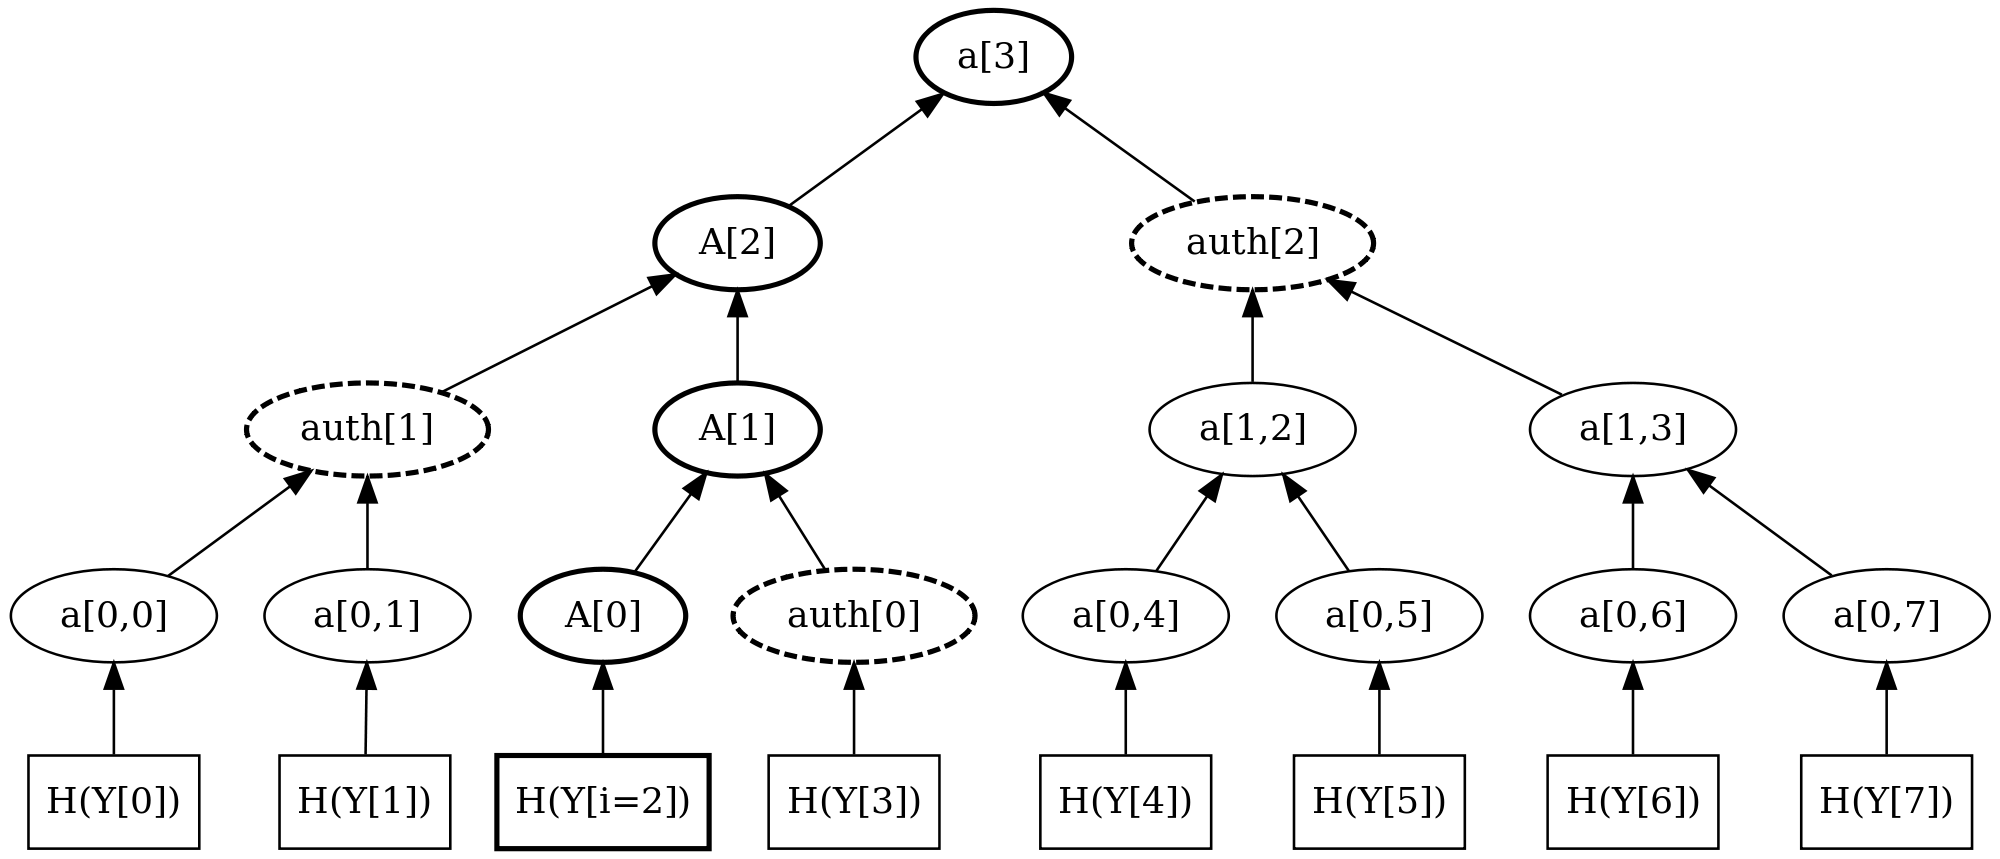 a[3]
A[2]
auth[2]
auth[1]
A[1]
a[1,2]
a[1,3]
a[0,0]
a[0,1]
A[0]
auth[0]
a[0,4]
a[0,5]
a[0,6]
a[0,7]
H(Y[0])
H(Y[1])
H(Y[i=2])
H(Y[3])
H(Y[4])
H(Y[5])
H(Y[6])
H(Y[7])